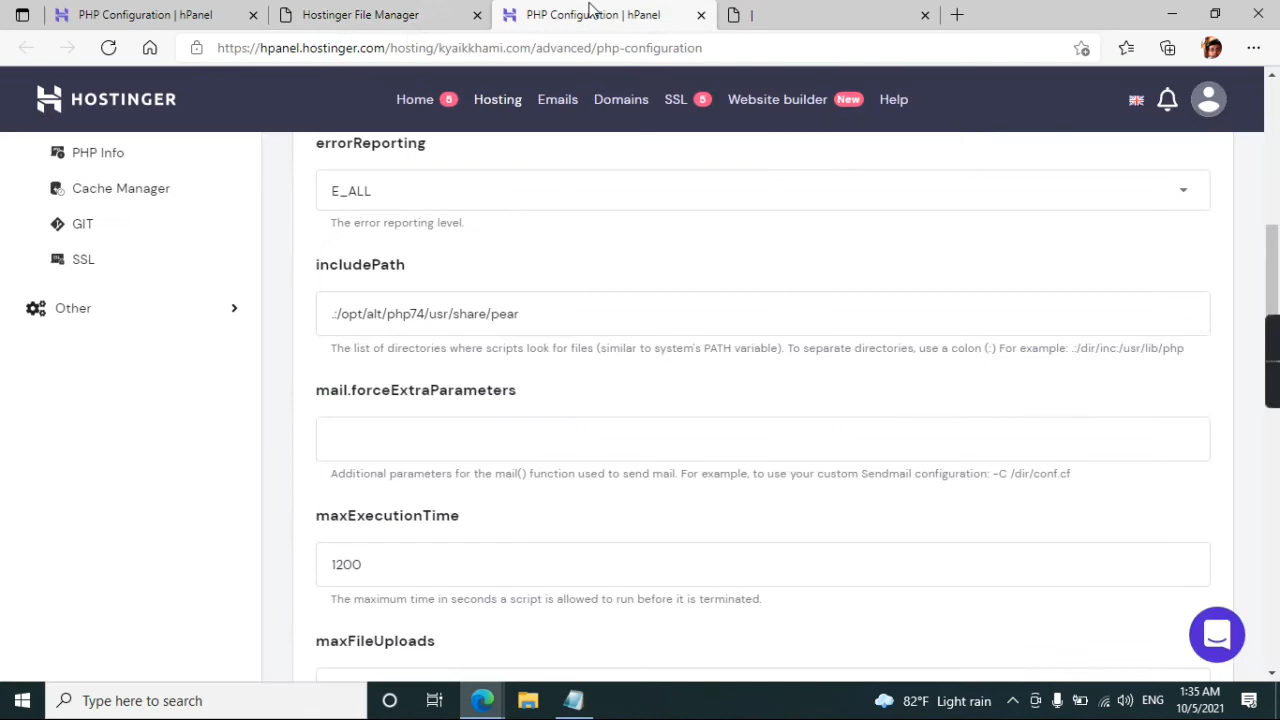 PHP Configuration | hPanel
Hostinger File Manager
PHP Configuration | hPanel
https://hpanel.hostinger.com/hosting/kyaikkhami.com/advanced/php-configuration
HOSTINGER
Home 5 Hosting Emails Domains SSL 5 Website builder New Help
PHP Info
Cache Manager
GIT
SSL
Other
errorReporting
E_ALL
The error reporting level.
includePath
.:/opt/alt/php74/usr/share/pear
The list of directories where scripts look for files (similar to system's PATH variable). To separate directories, use a colon (:) For example: .:/dir/inc:/usr/lib/php
mail.forceExtraParameters
Additional parameters for the mail() function used to send mail. For example, to use your custom Sendmail configuration: -C /dir/conf.cf
maxExecutionTime
1200
The maximum time in seconds a script is allowed to run before it is terminated.
maxFileUploads
Type here to search
82°F Light rain
ENG
1:35 AM
10/5/2021